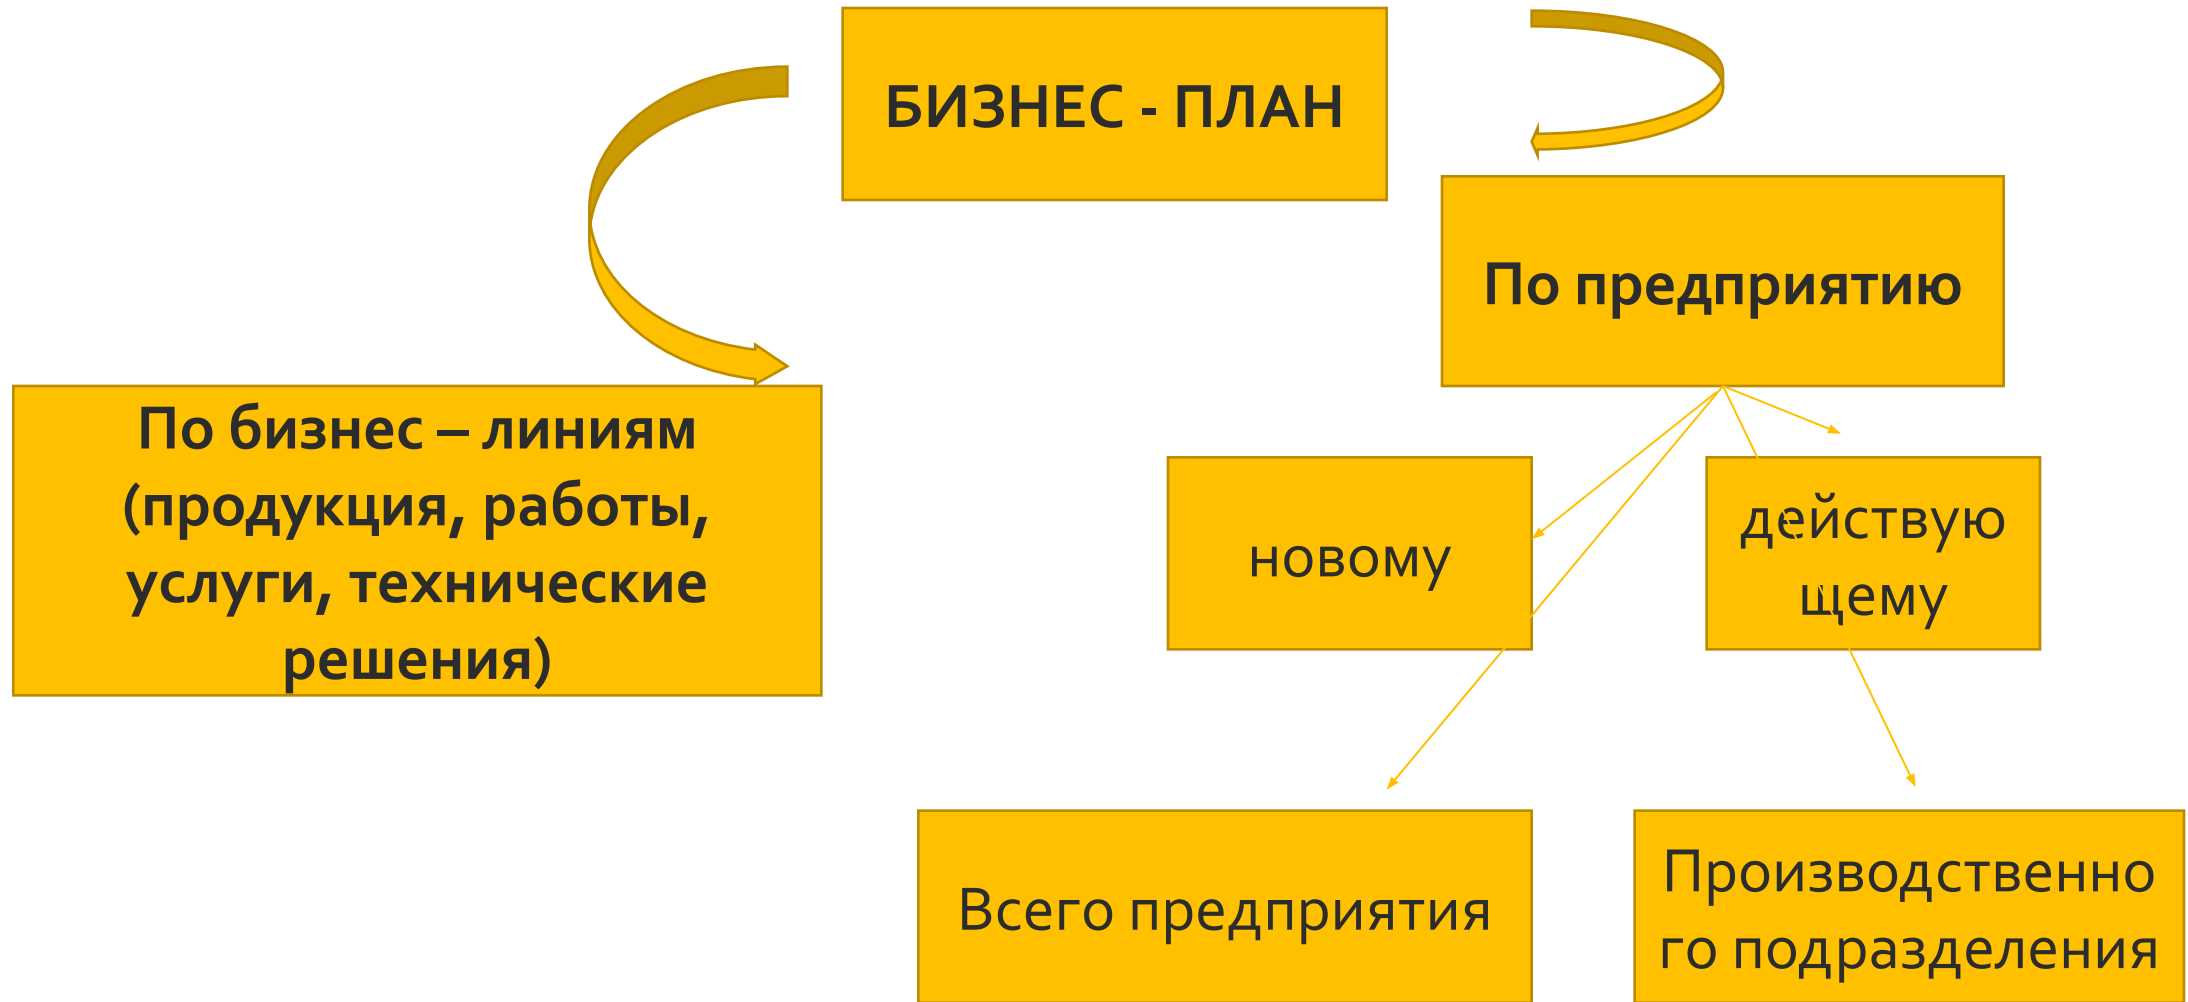 БИЗНЕС - ПЛАН
По предприятию
По бизнес – линиям
(продукция, работы,
услуги, технические
решения)
новому
действую
щему
Всего предприятия
Производственно
го подразделения